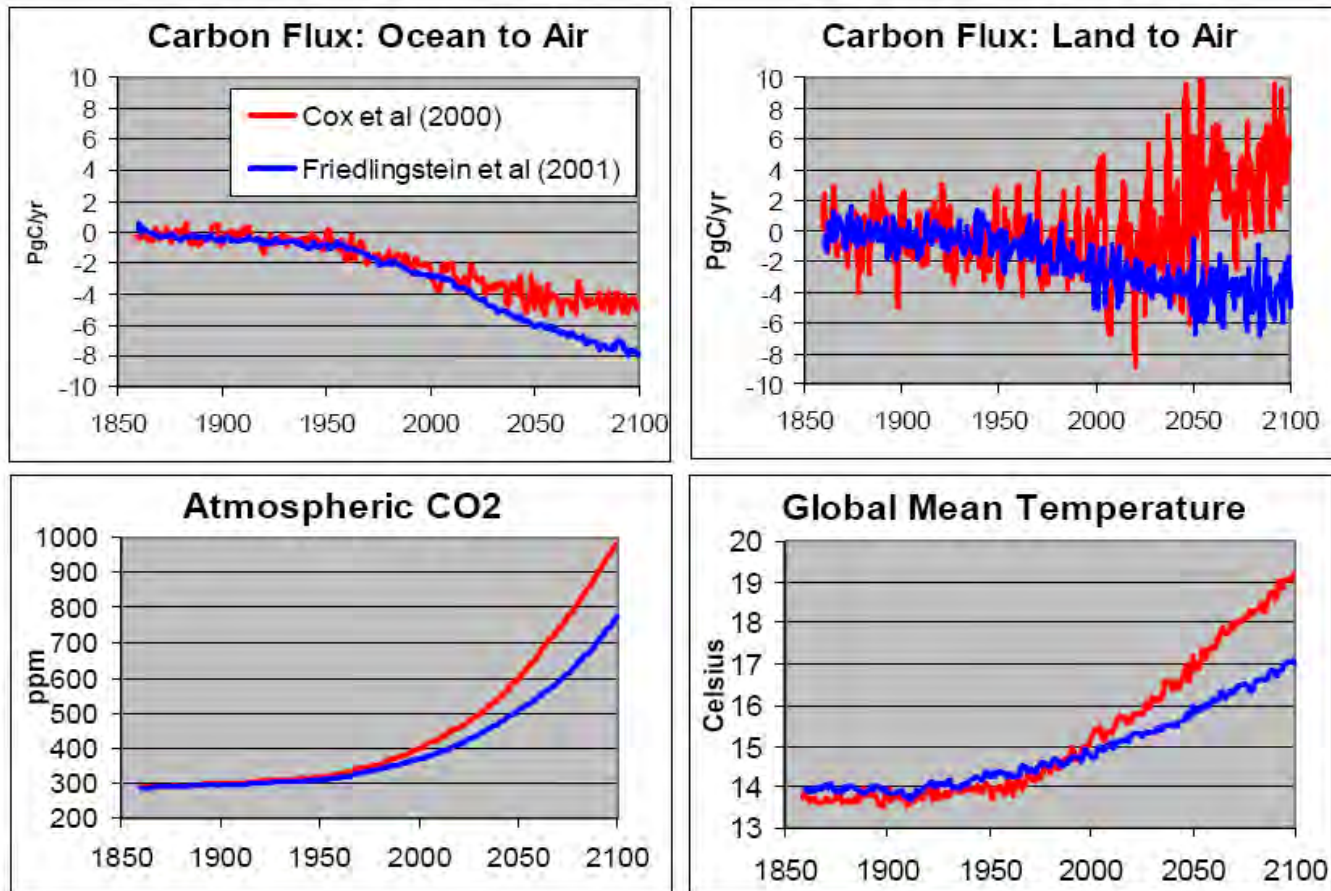 Carbon Flux: Ocean to Air
PgC/yr
10
8
6
4
2
0
-2
-4
-6
-8
-10
Cox et al (2000)
Friedlingstein et al (2001)
1850 1900 1950 2000 2050 2100
Carbon Flux: Land to Air
PgC/yr
10
8
6
4
2
0
-2
-4
-6
-8
-10
1850 1900 1950 2000 2050 2100
Atmospheric CO2
ppm
1000
900
800
700
600
500
400
300
200
1850 1900 1950 2000 2050 2100
Global Mean Temperature
Celsius
20
19
18
17
16
15
14
13
1850 1900 1950 2000 2050 2100